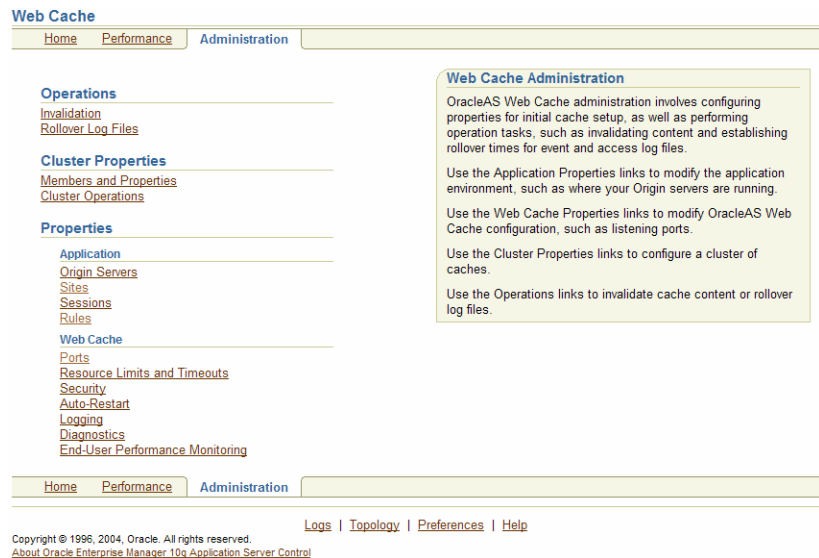 Web Cache
Home Performance Administration
Operations
Invalidation
Rollover Log Files
Cluster Properties
Members and Properties
Cluster Operations
Properties
Application
Origin Servers
Sites
Sessions
Rules
Web Cache
Ports
Resource Limits and Timeouts
Security
Auto-Restart
Logging
Diagnostics
End-User Performance Monitoring
Web Cache Administration
OracleAS Web Cache administration involves configuring
properties for initial cache setup, as well as performing
operation tasks, such as invalidating content and establishing
rollover times for event and access log files.
Use the Application Properties links to modify the application
environment, such as where your Origin servers are running.
Use the Web Cache Properties links to modify OracleAS Web
Cache configuration, such as listening ports.
Use the Cluster Properties links to configure a cluster of
caches.
Use the Operations links to invalidate cache content or rollover
log files.
Home Performance Administration
Logs | Topology | Preferences | Help
Copyright © 1996, 2004, Oracle. All rights reserved.
About Oracle Enterprise Manager 10g Application Server Control